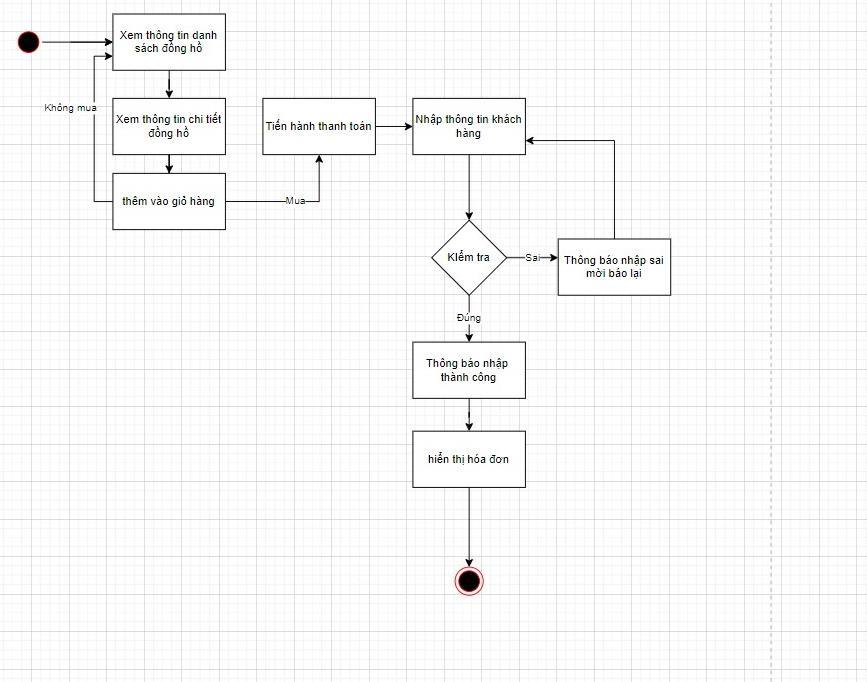 Xem thông tin danh
sách đồng hồ
Không mua
Xem thông tin chi tiết
đồng hồ
Tiến hành thanh toán
Nhập thông tin khách
hàng
thêm vào giỏ hàng
Mua
Kiểm tra
Sai
Thông báo nhập sai
mời báo lại
Đúng
Thông báo nhập
thành công
hiển thị hóa đơn